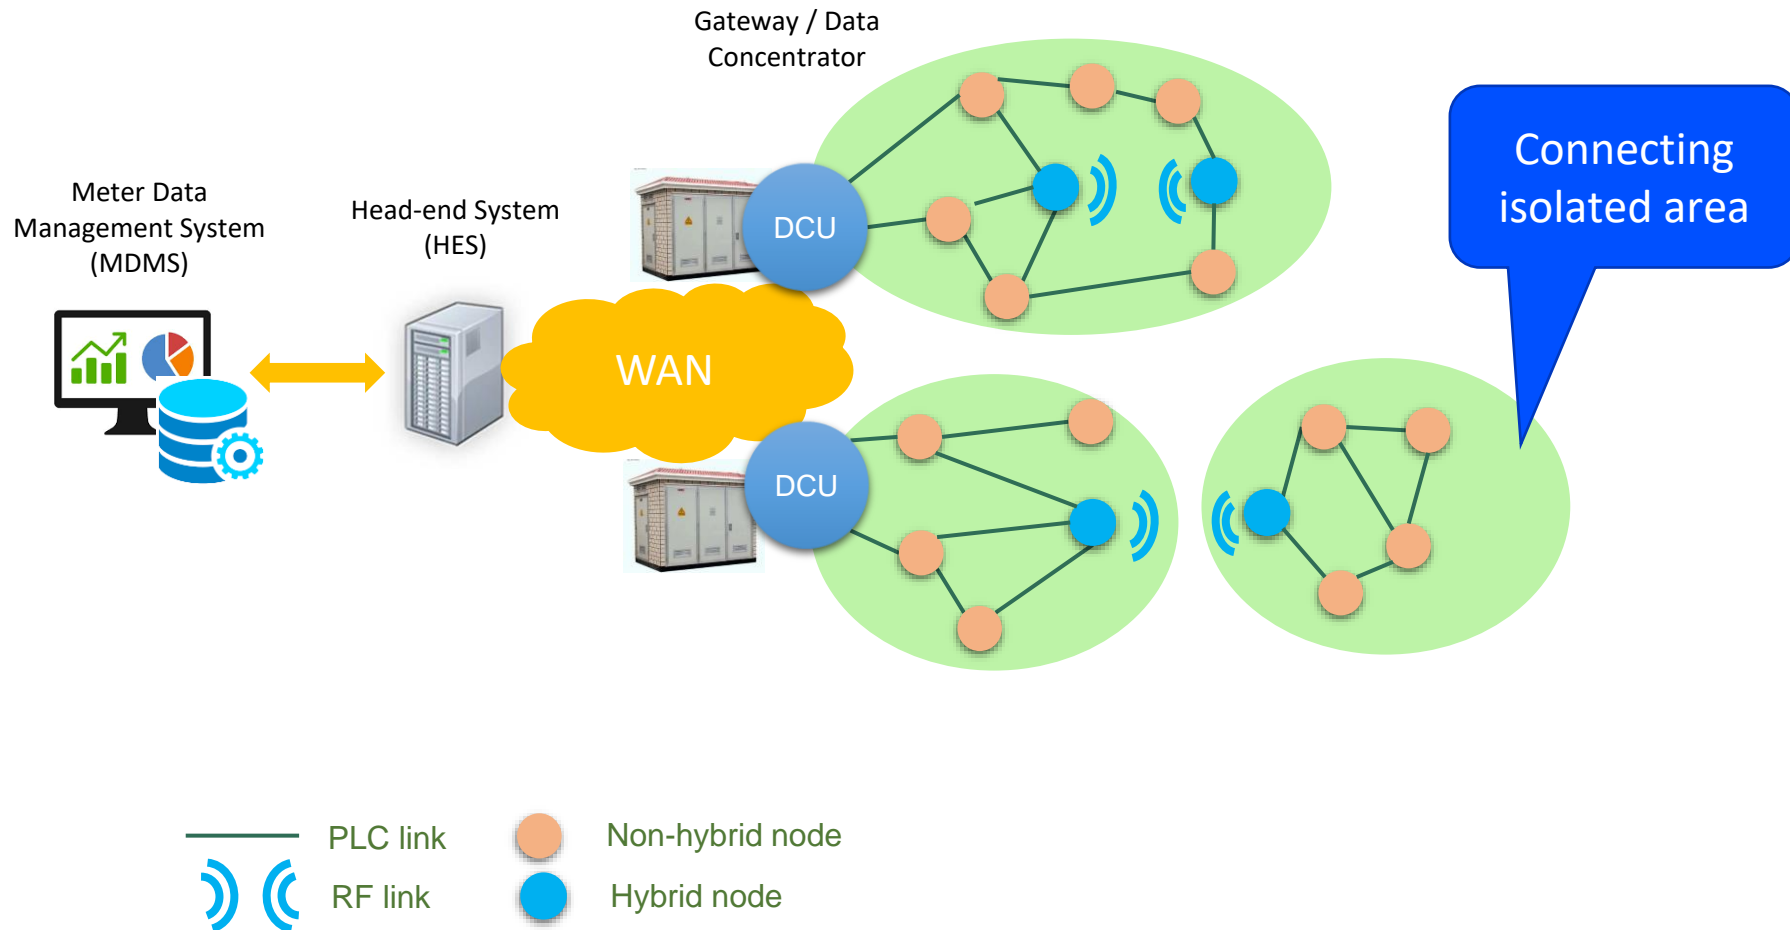 Gateway / Data
Concentrator
Meter Data
Management System
(MDMS)
Head-end System
(HES)
DCU
WAN
DCU
Connecting
isolated area
PLC link
Non-hybrid node
RF link
Hybrid node